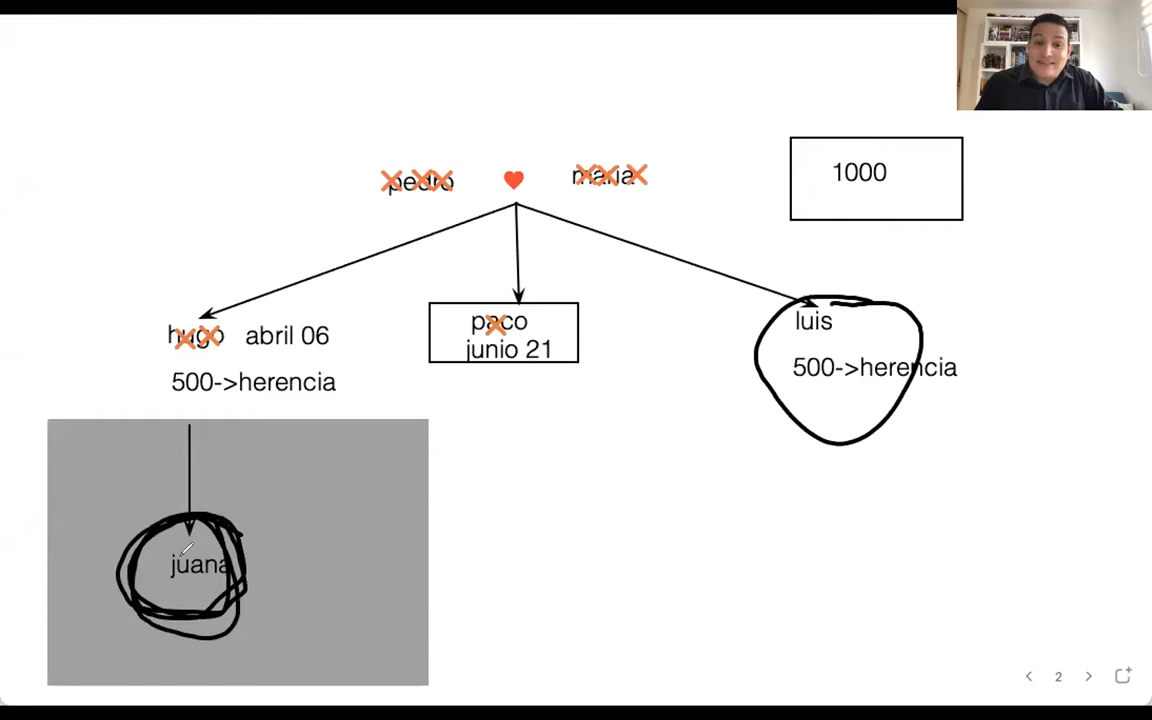 pedro
maria
1000
hugo abril 06
500->herencia
paco
junio 21
luis
500->herencia
juana
2